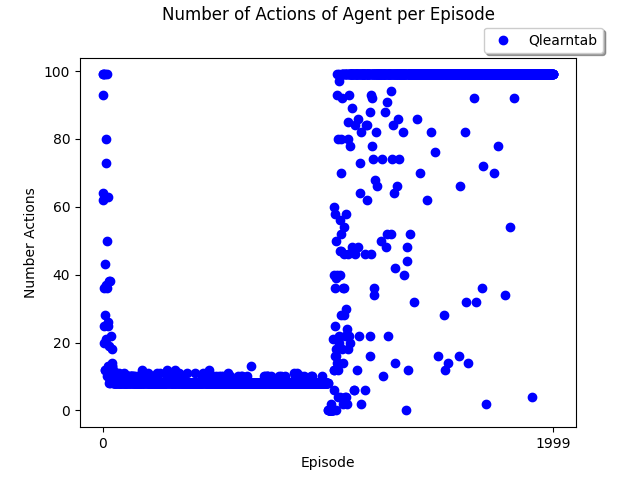 Number of Actions of Agent per Episode
Qlearntab
100
80
60
40
20
0
Number Actions
0
1999
Episode